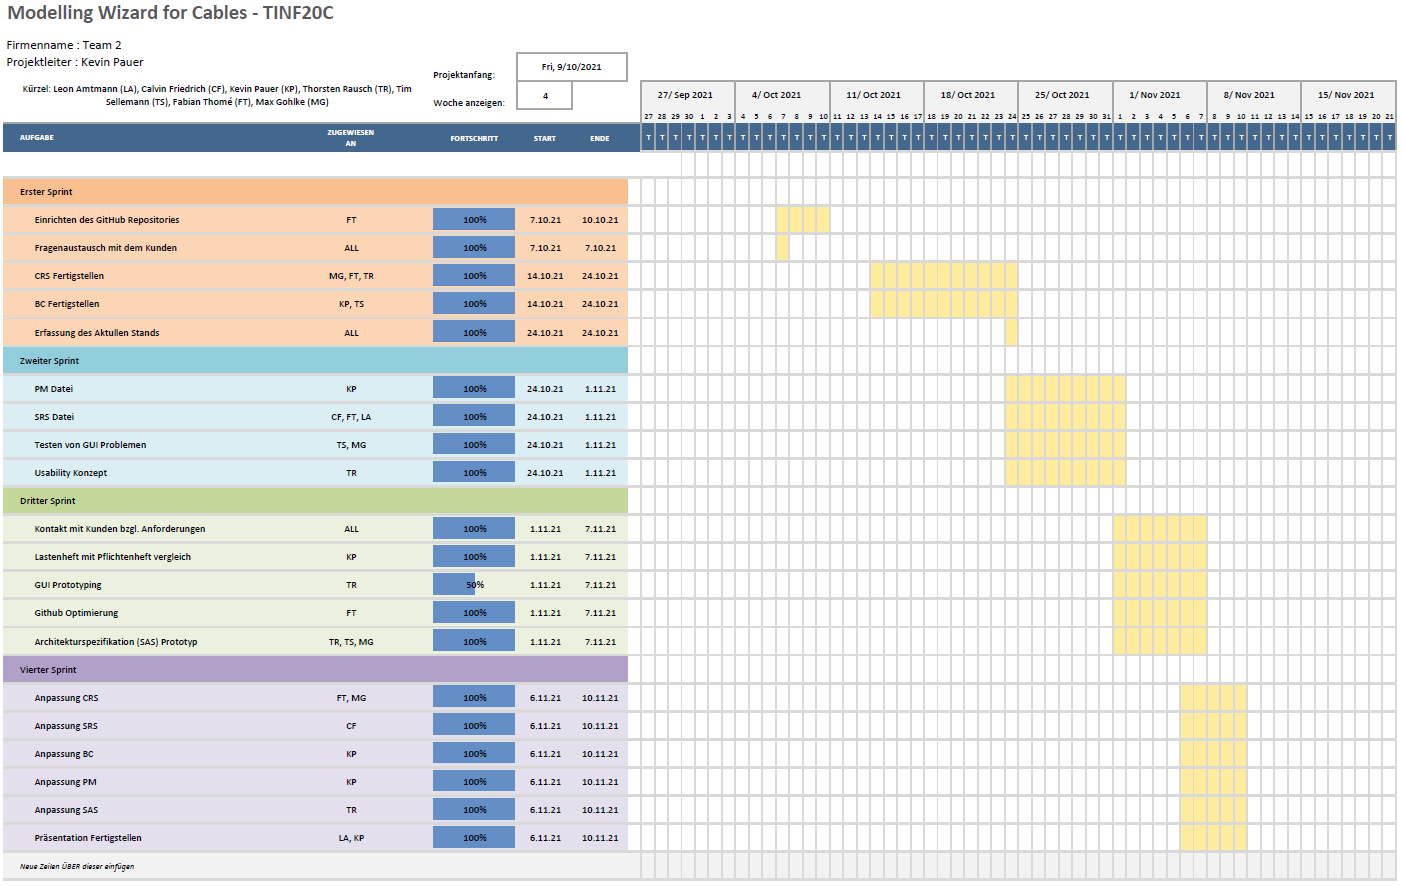 Modelling Wizard for Cables - TINF20C
Firmenname : Team 2
Projektleiter : Kevin Pauer
Kürzel: Leon Amtmann (LA), Calvin Friedrich (CF), Kevin Pauer (KP), Thorsten Rausch (TR), Tim
Sellemann (TS), Fabian Thomé (FT), Max Gohlke (MG)
Projektanfang: Fri, 9/10/2021
Woche anzeigen: 4
27/ Sep 2021 4/ Oct 2021 11/ Oct 2021 18/ Oct 2021 25/ Oct 2021 1/ Nov 2021 8/ Nov 2021 15/ Nov 2021
27 28 29 30 1 2 3 4 5 6 7 8 9 10 11 12 13 14 15 16 17 18 19 20 21 22 23 24 25 26 27 28 29 30 31 1 2 3 4 5 6 7 8 9 10 11 12 13 14 15 16 17 18 19 20 21
AUFGABE ZUGEWIESEN AN FORTSCHRITT START ENDE T T T T T T T T T T T T T T T T T T T T T T T T T T T T T T T T T T T T T T T T T T T T T T T T T T T T T T T T
Erster Sprint
Einrichten des GitHub Repositories FT 100% 7.10.21 10.10.21
Fragenaustausch mit dem Kunden ALL 100% 7.10.21 7.10.21
CRS Fertigstellen MG, FT, TR 100% 14.10.21 24.10.21
BC Fertigstellen KP, TS 100% 14.10.21 24.10.21
Erfassung des Aktullen Stands ALL 100% 24.10.21 24.10.21
Zweiter Sprint
PM Datei KP 100% 24.10.21 1.11.21
SRS Datei CF, FT, LA 100% 24.10.21 1.11.21
Testen von GUI Problemen TS, MG 100% 24.10.21 1.11.21
Usability Konzept TR 100% 24.10.21 1.11.21
Dritter Sprint
Kontakt mit Kunden bzgl. Anforderungen ALL 100% 1.11.21 7.11.21
Lastenheft mit Pflichtenheft vergleich KP 100% 1.11.21 7.11.21
GUI Prototyping TR 50% 1.11.21 7.11.21
Github Optimierung FT 100% 1.11.21 7.11.21
Architekturspezifikation (SAS) Prototyp TR, TS, MG 100% 1.11.21 7.11.21
Vierter Sprint
Anpassung CRS FT, MG 100% 6.11.21 10.11.21
Anpassung SRS CF 100% 6.11.21 10.11.21
Anpassung BC KP 100% 6.11.21 10.11.21
Anpassung PM KP 100% 6.11.21 10.11.21
Anpassung SAS TR 100% 6.11.21 10.11.21
Präsentation Fertigstellen LA, KP 100% 6.11.21 10.11.21
Neue Zeilen ÜBER dieser einfügen